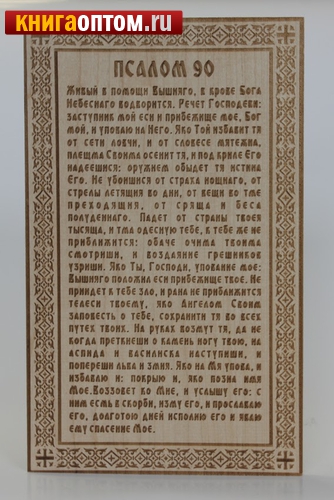 книгаоптом.ru
ПСАЛОМ 90
Живый в помощи Вышняго, в крове Бога
Небеснаго водворится. Речет Господеви:
заступник мой еси и прибежище мое, Бог
мой, и уповаю на Него. Яко Той избавит тя
от сети ловчи, и от словесе мятежна,
плещма Своима осенит тя, и под криле Его
надеешися: оружием обыдет тя истина
Его. Не убоишися от страха нощнаго, от
стрелы летящия во дни, от вещи во тме
преходящия, от сряща и беса
полуденнаго. Падет от страны твоея
тысяща, и тма одесную тебе, к тебе же не
приближится: обаче очима твоима
смотриши, и воздаяние грешников
узриши. Яко Ты, Господи, упование мое:
Вышняго положил еси прибежище твое. Не
приидет к тебе зло, и рана не приближится
телеси твоему, яко Ангелом Своим
заповесть о тебе, сохранити тя во всех
путех твоих. На руках возмут тя, да не
когда преткнеши о камень ногу твою, на
аспида и василиска наступиши, и
попереши льва и змия. Яко на Мя упова, и
избавлю и: покрыю и, яко позна имя
Мое. Воззовет ко Мне, и услышу его: с
ним есмь в скорби, изму его, и прославлю
его, долготою дней исполню его и явлю
ему спасение Мое.